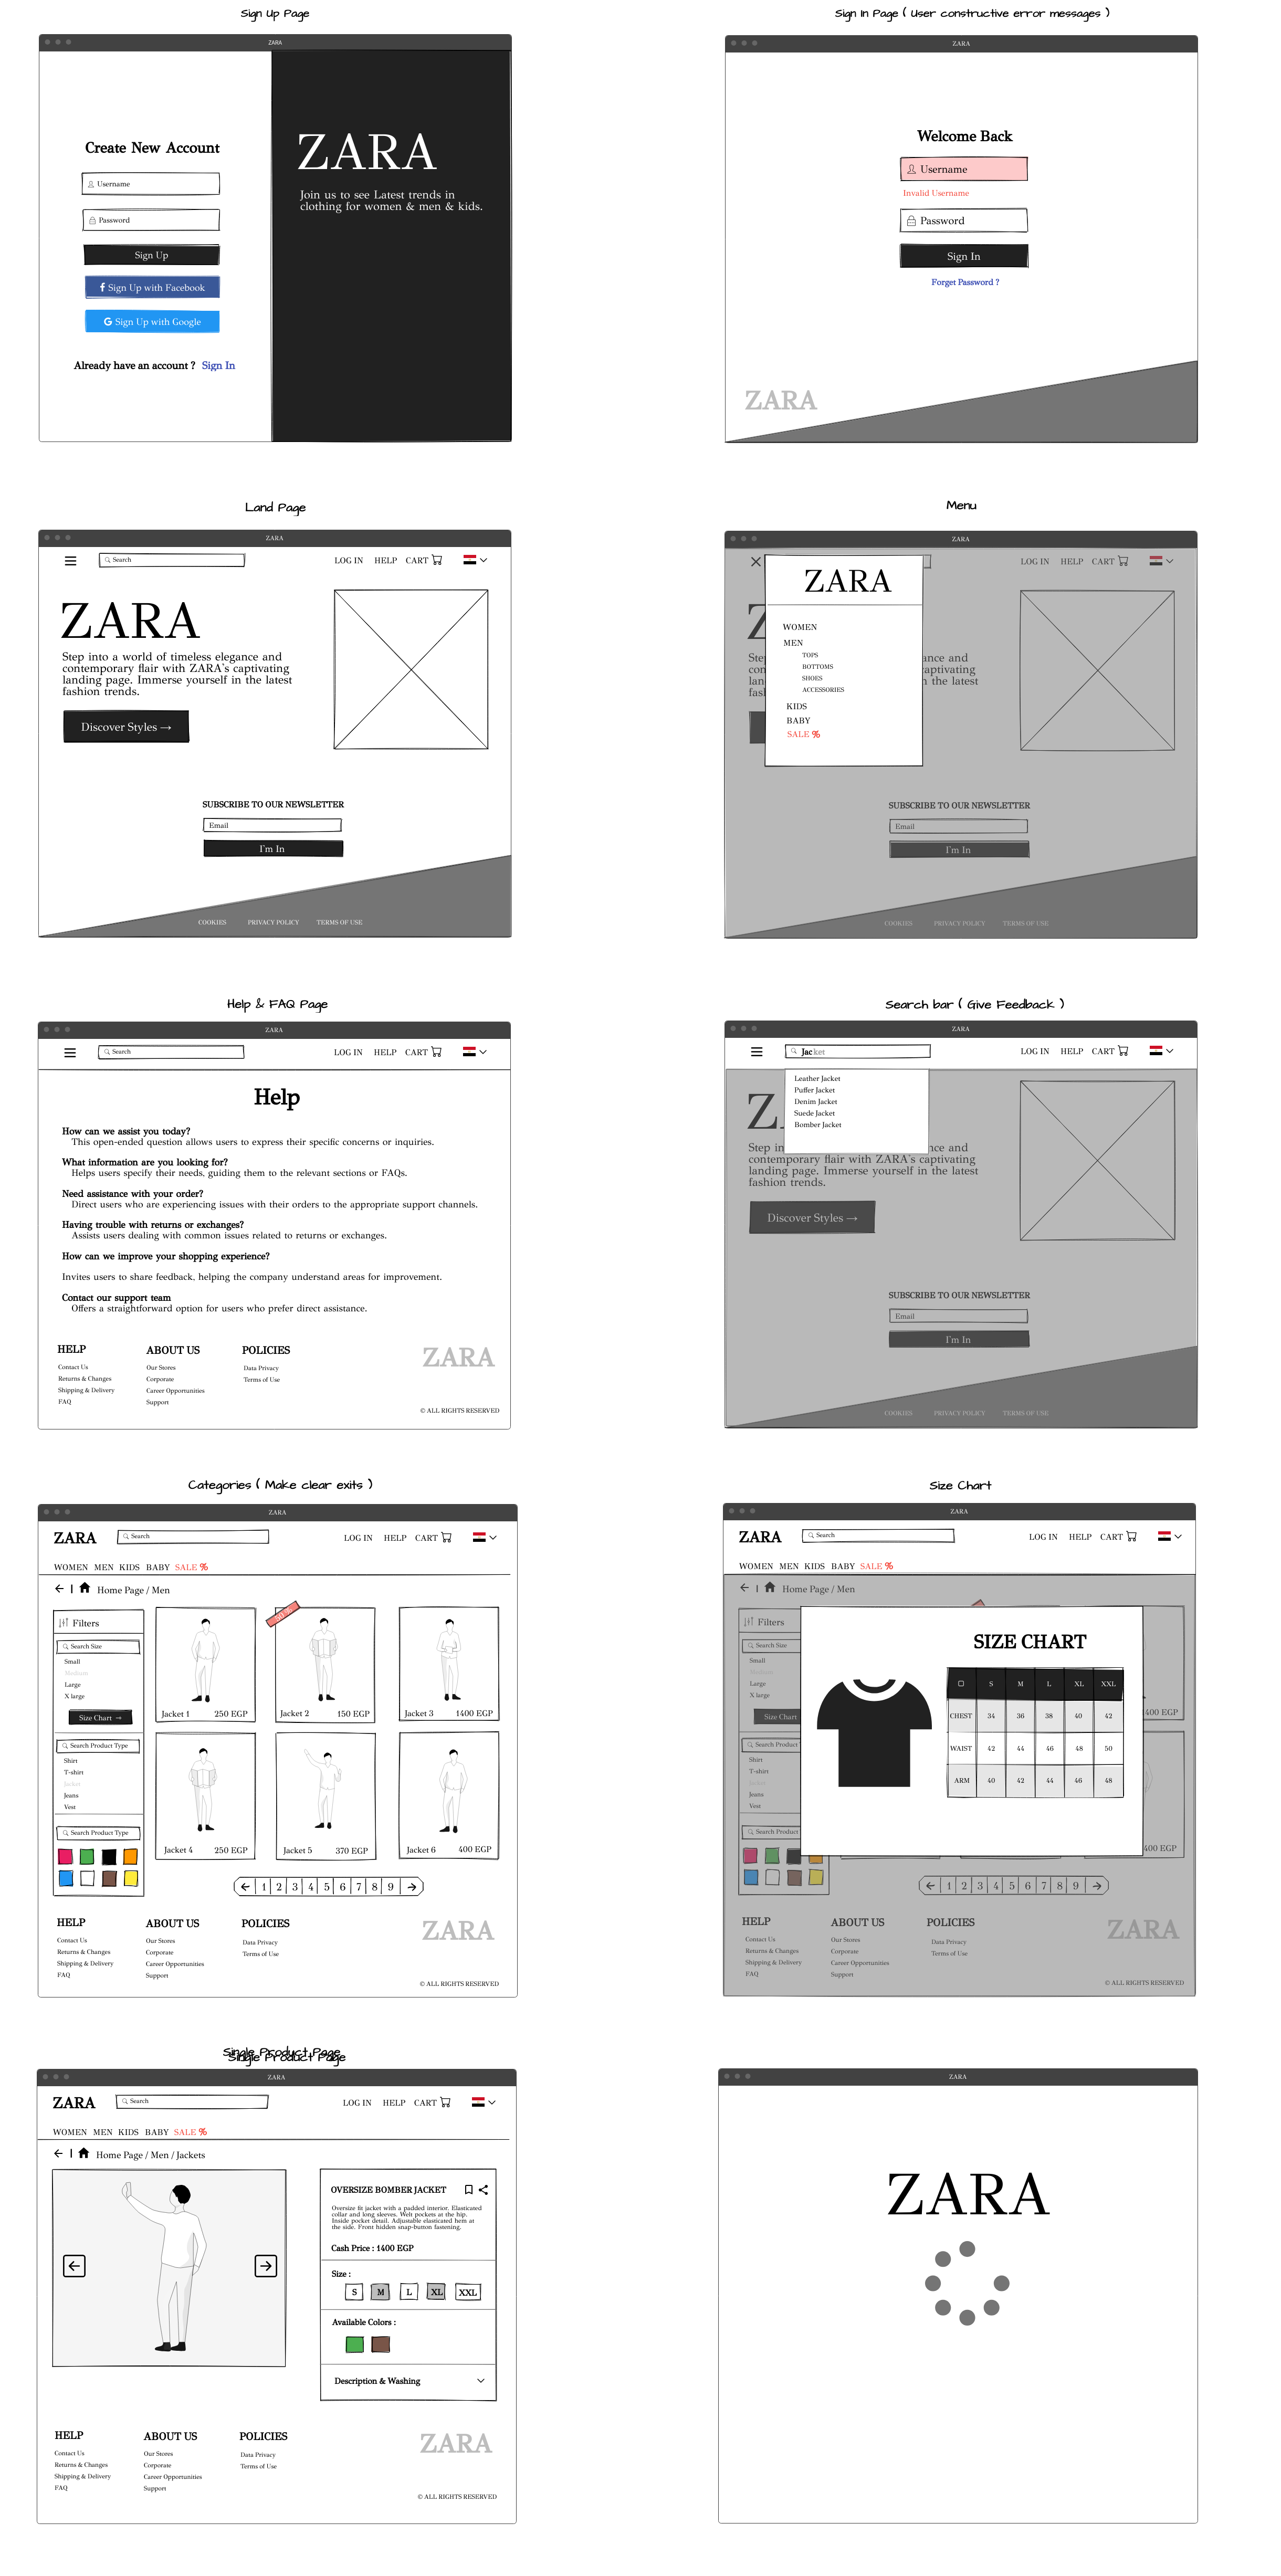 Sign Up Page
ZARA
Create New Account
Username
Password
Sign Up
Sign Up with Facebook
Sign Up with Google
Already have an account ? Sign In
ZARA
Join us to see Latest trends in
clothing for women & men & kids.
Sign In Page ( User constructive error messages )
ZARA
Welcome Back
Username
Invalid Username
Password
Sign In
Forget Password ?
ZARA
Land Page
ZARA
Search
LOG IN HELP CART
ZARA
Step into a world of timeless elegance and
contemporary flair with ZARA's captivating
landing page. Immerse yourself in the latest
fashion trends.
Discover Styles →
SUBSCRIBE TO OUR NEWSLETTER
Email
I'm In
COOKIES PRIVACY POLICY TERMS OF USE
Menu
ZARA
LOG IN HELP CART
ZARA
WOMEN
MEN
TOPS
BOTTOMS
SHOES
ACCESSORIES
KIDS
BABY
SALE %
Step ance and
con captivating
lan n the latest
fas
SUBSCRIBE TO OUR NEWSLETTER
Email
I'm In
COOKIES PRIVACY POLICY TERMS OF USE
Help & FAQ Page
ZARA
Search
LOG IN HELP CART
Help
How can we assist you today?
This open-ended question allows users to express their specific concerns or inquiries.
What information are you looking for?
Helps users specify their needs, guiding them to the relevant sections or FAQs.
Need assistance with your order?
Direct users who are experiencing issues with their orders to the appropriate support channels.
Having trouble with returns or exchanges?
Assists users dealing with common issues related to returns or exchanges.
How can we improve your shopping experience?
Invites users to share feedback, helping the company understand areas for improvement.
Contact our support team
Offers a straightforward option for users who prefer direct assistance.
HELP ABOUT US POLICIES ZARA
Contact Us Our Stores Data Privacy
Returns & Changes Corporate Terms of Use
Shipping & Delivery Career Opportunities
FAQ Support
© ALL RIGHTS RESERVED
Search bar ( Give Feedback )
ZARA
Jacket
LOG IN HELP CART
Leather Jacket
Puffer Jacket
Denim Jacket
Suede Jacket
Bomber Jacket
Z
Step in ance and
contemporary flair with ZARA's captivating
landing page. Immerse yourself in the latest
fashion trends.
Discover Styles →
SUBSCRIBE TO OUR NEWSLETTER
Email
I'm In
COOKIES PRIVACY POLICY TERMS OF USE
Categories ( Make clear exits )
ZARA
ZARA
Search
LOG IN HELP CART
WOMEN MEN KIDS BABY SALE %
Home Page / Men
Filters
Search Size
Small
Medium
Large
X large
Size Chart →
Search Product Type
Shirt
T-shirt
Jacket
Jeans
Vest
Search Product Type
Jacket 1 250 EGP
Jacket 2 150 EGP
Jacket 3 1400 EGP
Jacket 4 250 EGP
Jacket 5 370 EGP
Jacket 6 400 EGP
← 1 2 3 4 5 6 7 8 9 →
HELP ABOUT US POLICIES ZARA
Contact Us Our Stores Data Privacy
Returns & Changes Corporate Terms of Use
Shipping & Delivery Career Opportunities
FAQ Support
© ALL RIGHTS RESERVED
Size Chart
ZARA
ZARA
Search
LOG IN HELP CART
WOMEN MEN KIDS BABY SALE %
Home Page / Men
Filters
Search Size
Small
Medium
Large
X large
Size Chart
Search Product
Shirt
T-shirt
Jacket
Jeans
Vest
Search Product
SIZE CHART
S M L XL XXL
CHEST 34 36 38 40 42
WAIST 42 44 46 48 50
ARM 40 42 44 46 48
400 EGP
400 EGP
← 1 2 3 4 5 6 7 8 9 →
HELP ABOUT US POLICIES ZARA
Contact Us Our Stores Data Privacy
Returns & Changes Corporate Terms of Use
Shipping & Delivery Career Opportunities
FAQ Support
© ALL RIGHTS RESERVED
Single Product Page
Single Product Page
ZARA
ZARA
Search
LOG IN HELP CART
WOMEN MEN KIDS BABY SALE %
Home Page / Men / Jackets
OVERSIZE BOMBER JACKET
Oversize fit jacket with a padded interior. Elasticated
collar and long sleeves. Welt pockets at the hip.
Inside pocket detail. Adjustable elasticated hem at
the side. Front hidden snap-button fastening.
Cash Price : 1400 EGP
Size :
S M L XL XXL
Available Colors :
Description & Washing
HELP ABOUT US POLICIES ZARA
Contact Us Our Stores Data Privacy
Returns & Changes Corporate Terms of Use
Shipping & Delivery Career Opportunities
FAQ Support
© ALL RIGHTS RESERVED
ZARA
ZARA